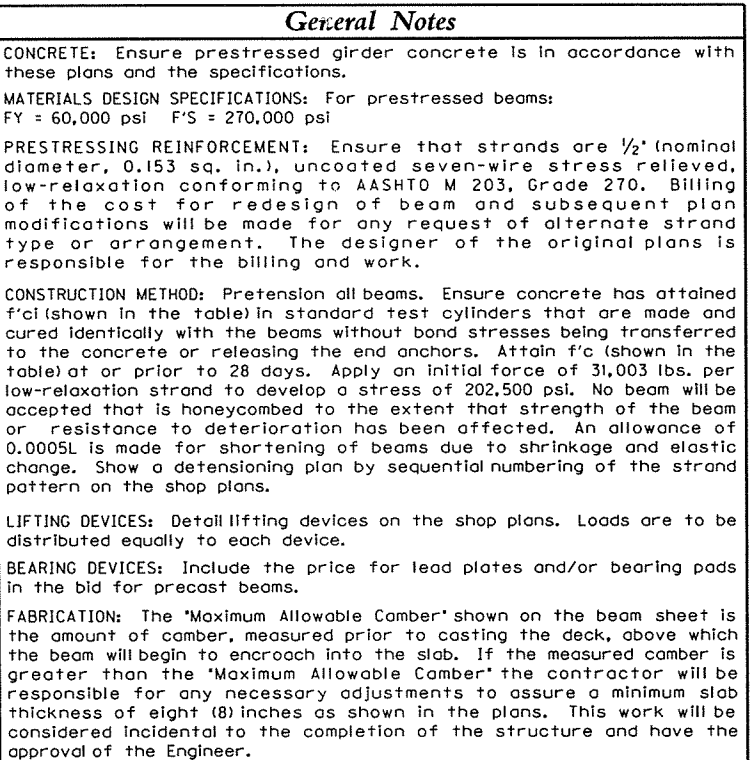 General Notes
CONCRETE: Ensure prestressed girder concrete is in accordance with
these plans and the specifications.
MATERIALS DESIGN SPECIFICATIONS: For prestressed beams:
FY = 60,000 psi F'S = 270,000 psi
PRESTRESSING REINFORCEMENT: Ensure that strands are ½" (nominal
diameter, 0.153 sq. in.), uncoated seven-wire stress relieved,
low-relaxation conforming to AASHTO M 203, Grade 270. Billing
of the cost for redesign of beam and subsequent plan
modifications will be made for any request of alternate strand
type or arrangement. The designer of the original plans is
responsible for the billing and work.
CONSTRUCTION METHOD: Pretension all beams. Ensure concrete has attained
f'ci (shown in the table) in standard test cylinders that are made and
cured identically with the beams without bond stresses being transferred
to the concrete or releasing the end anchors. Attain f'c (shown in the
table) at or prior to 28 days. Apply an initial force of 31,003 lbs. per
low-relaxation strand to develop a stress of 202,500 psi. No beam will be
accepted that is honeycombed to the extent that strength of the beam
or resistance to deterioration has been affected. An allowance of
0.0005L is made for shortening of beams due to shrinkage and elastic
change. Show a detensioning plan by sequential numbering of the strand
pattern on the shop plans.
LIFTING DEVICES: Detail lifting devices on the shop plans. Loads are to be
distributed equally to each device.
BEARING DEVICES: Include the price for lead plates and/or bearing pads
in the bid for precast beams.
FABRICATION: The "Maximum Allowable Camber" shown on the beam sheet is
the amount of camber, measured prior to casting the deck, above which
the beam will begin to encroach into the slab. If the measured camber is
greater than the "Maximum Allowable Camber" the contractor will be
responsible for any necessary adjustments to assure a minimum slab
thickness of eight (8) inches as shown in the plans. This work will be
considered incidental to the completion of the structure and have the
approval of the Engineer.